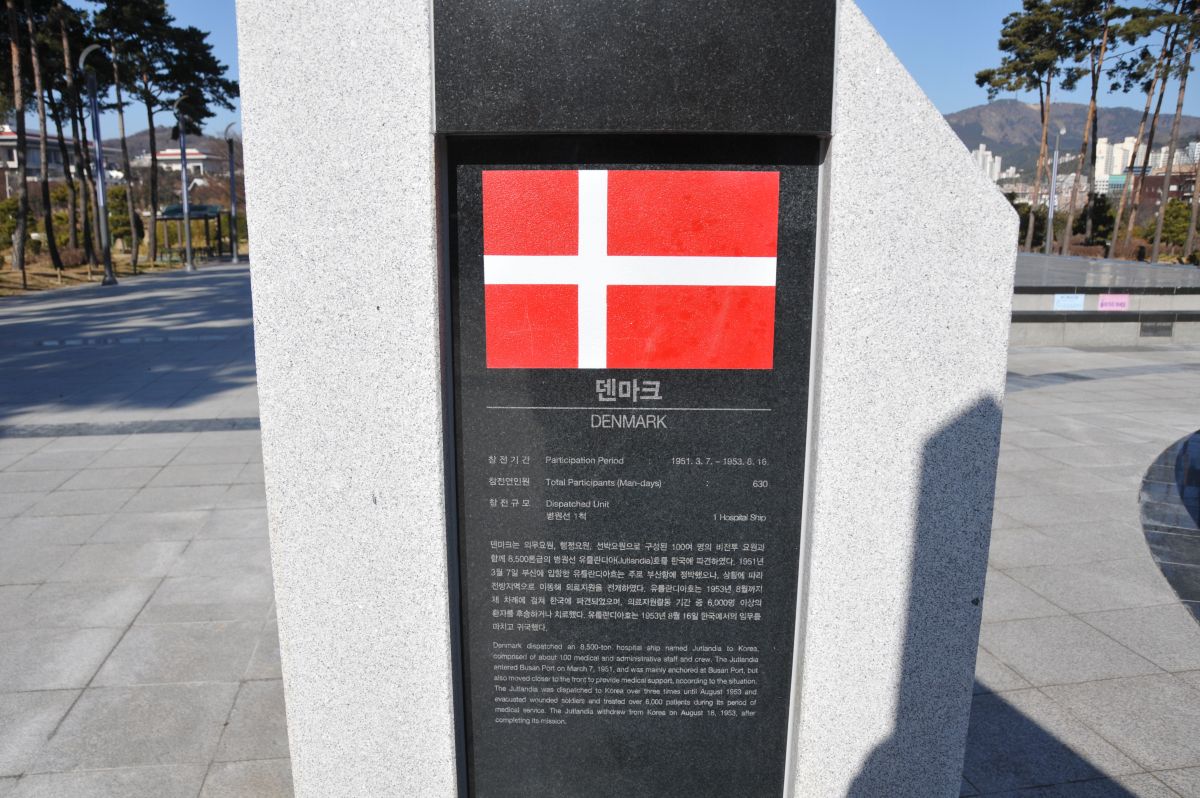 덴마크
DENMARK
참전기간 Participation Period : 1951. 3. 7. - 1953. 8. 16.
참전연인원 Total Participants (Man-days) : 630
참전규모 Dispatched Unit
병원선 1척 1 Hospital Ship
덴마크는 의무요원, 행정요원, 선박요원으로 구성된 100여 명의 비전투 요원과
함께 8,500톤급의 병원선 유틀란디아(Jutlandia)호를 한국에 파견하였다. 1951년
3월 7일 부산에 입항한 유틀란디아호는 주로 부산항에 정박했으나, 상황에 따라
전방지역으로 이동해 의료지원을 전개하였다. 유틀란디아호는 1953년 8월까지
세 차례에 걸쳐 한국에 파견되었으며, 의료지원활동 기간 중 6,000명 이상의
환자를 후송하거나 치료했다. 유틀란디아호는 1953년 8월 16일 한국에서의 임무를
마치고 귀국했다.
Denmark dispatched an 8,500-ton hospital ship named Jutlandia to Korea,
comprised of about 100 medical and administrative staff and crew. The Jutlandia
entered Busan Port on March 7, 1951, and was mainly anchored at Busan Port, but
also moved closer to the front to provide medical support, according to the situation.
The Jutlandia was dispatched to Korea over three times until August 1953 and
evacuated wounded soldiers and treated over 6,000 patients during its period of
medical service. The Jutlandia withdrew from Korea on August 16, 1953, after
completing its mission.